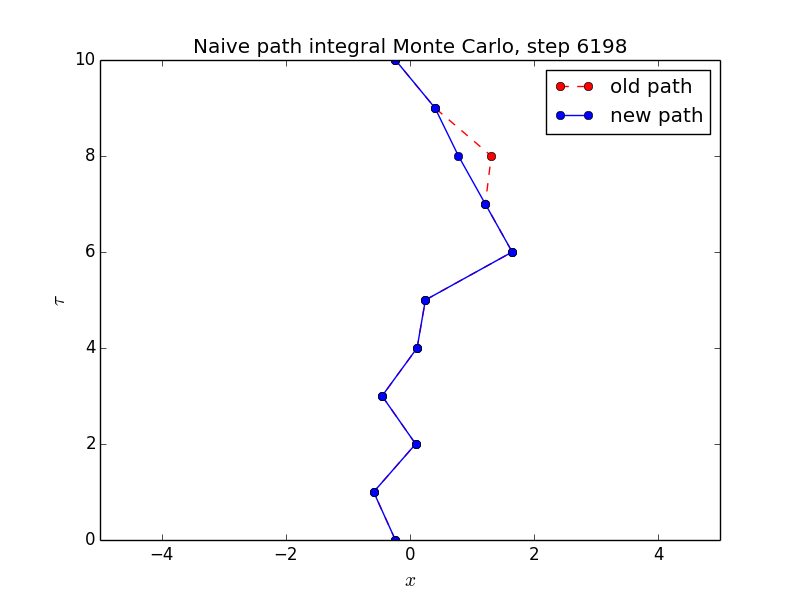 Naive path integral Monte Carlo, step 6198
old path
new path
10
8
6
4
2
0
τ
−4 −2 0 2 4
x